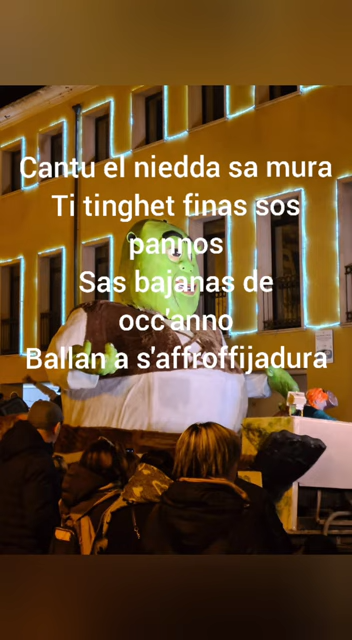 Cantu el niedda sa mura
Ti tinghet finas sos
pannos
Sas bajanas de
occ'anno
Ballan a s'affroffijadura